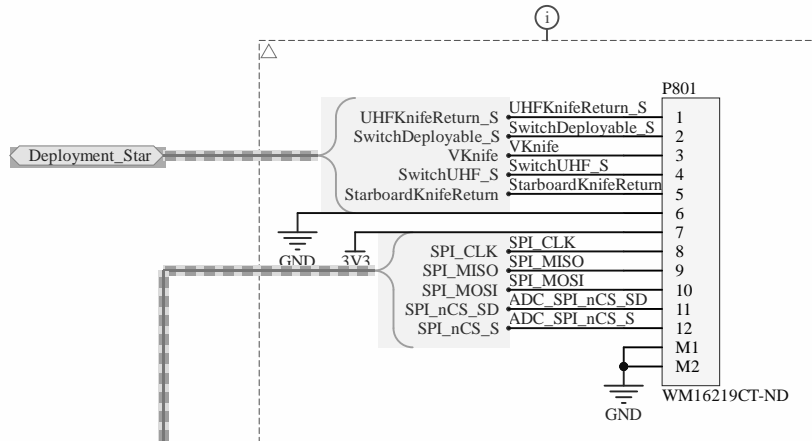 i
P801
UHFKnifeReturn_S UHFKnifeReturn_S 1
SwitchDeployable_S SwitchDeployable_S 2
Deployment_Star VKnife VKnife 3
SwitchUHF_S SwitchUHF_S 4
StarboardKnifeReturn StarboardKnifeReturn 5
6
7
GND 3V3
SPI_CLK SPI_CLK 8
SPI_MISO SPI_MISO 9
SPI_MOSI SPI_MOSI 10
SPI_nCS_SD ADC_SPI_nCS_SD 11
SPI_nCS_S ADC_SPI_nCS_S 12
M1
M2
WM16219CT-ND
GND